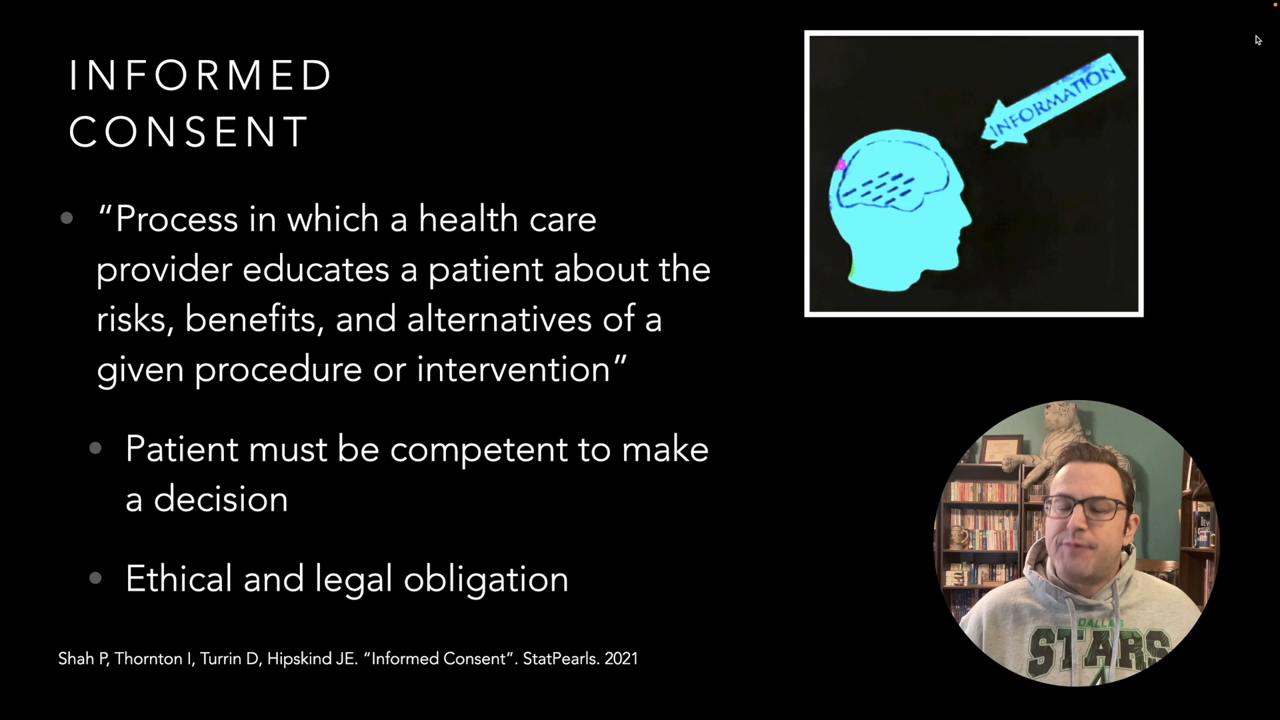 INFORMED
CONSENT
INFORMATION
• “Process in which a health care
provider educates a patient about the
risks, benefits, and alternatives of a
given procedure or intervention”
• Patient must be competent to make
a decision
• Ethical and legal obligation
Shah P, Thornton I, Turrin D, Hipskind JE. “Informed Consent”. StatPearls. 2021
DALLAS
STARS